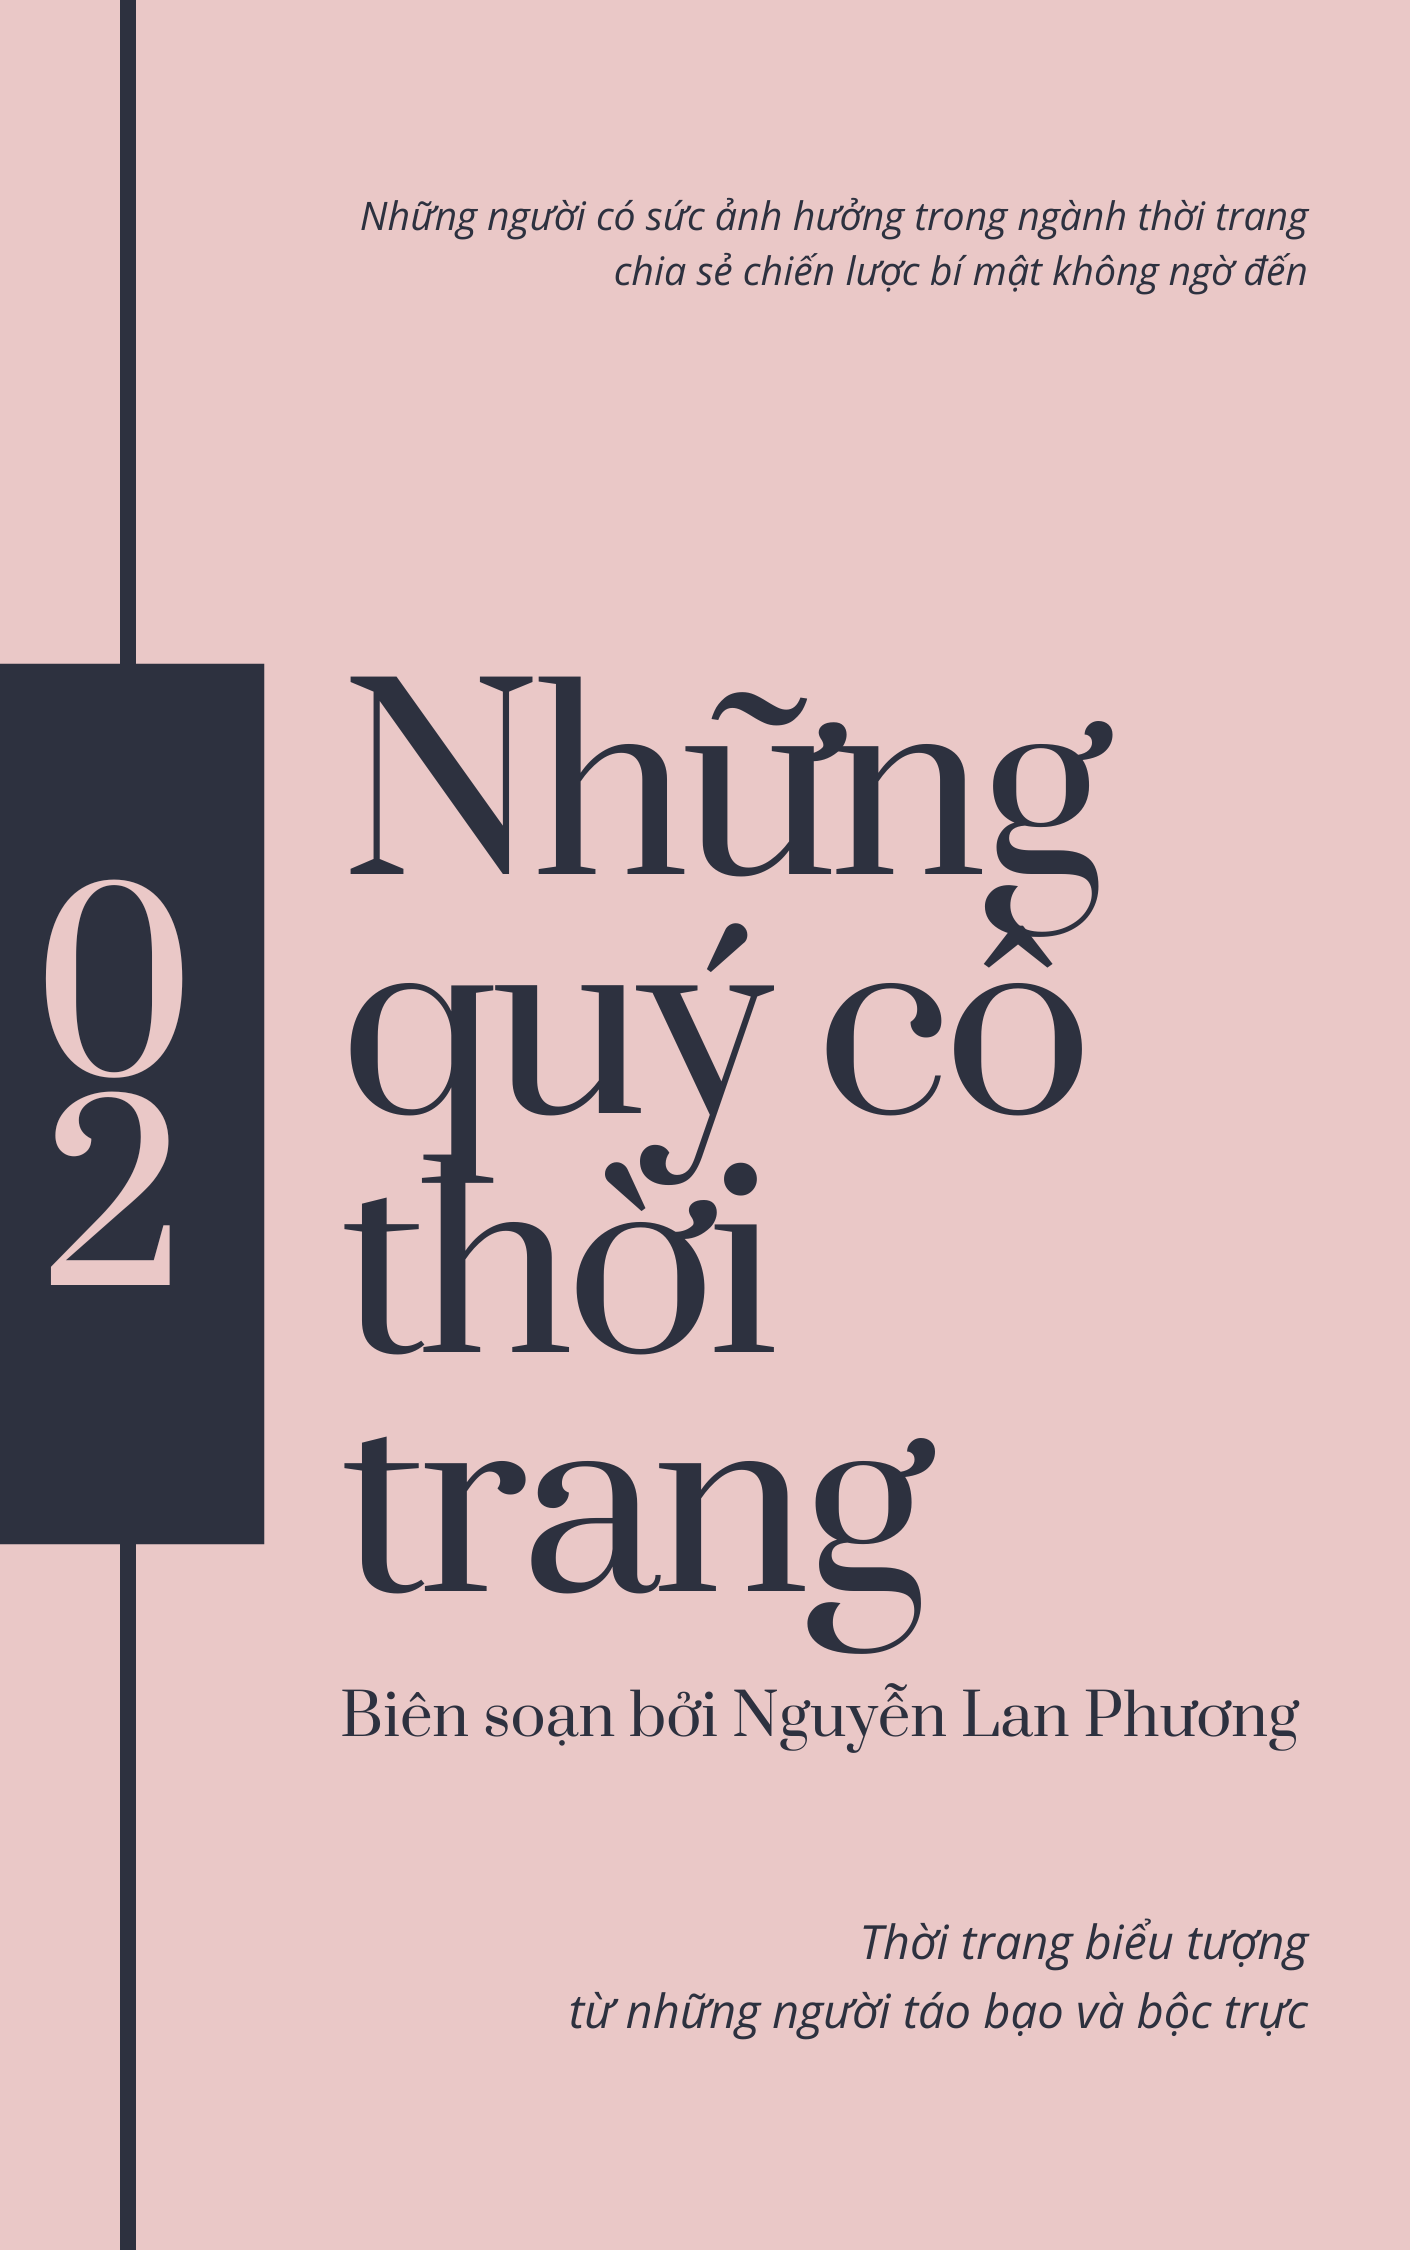 Những người có sức ảnh hưởng trong ngành thời trang
chia sẻ chiến lược bí mật không ngờ đến
0
2
Những
quý cô
thời
trang
Biên soạn bởi Nguyễn Lan Phương
Thời trang biểu tượng
từ những người táo bạo và bộc trực